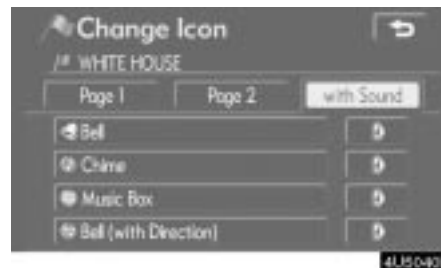 Change Icon
WHITE HOUSE
Page 1 Page 2 with Sound
Bell
Chime
Music Box
Bell (with Direction)
4U5040